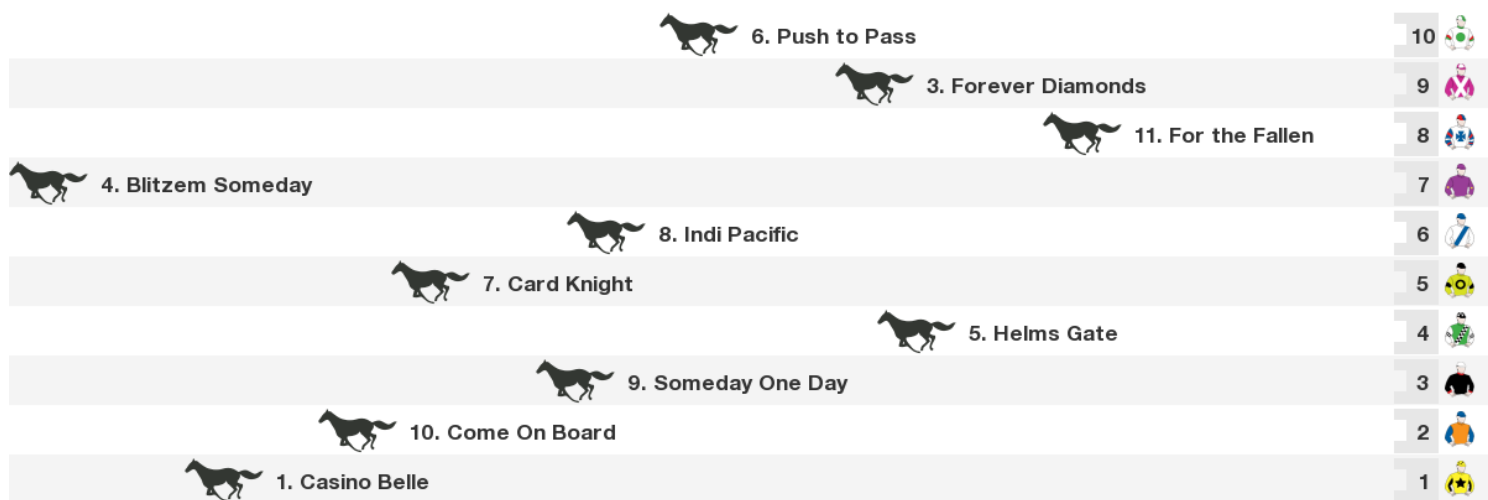 6. Push to Pass 10
3. Forever Diamonds 9
11. For the Fallen 8
4. Blitzem Someday 7
8. Indi Pacific 6
7. Card Knight 5
5. Helms Gate 4
9. Someday One Day 3
10. Come On Board 2
1. Casino Belle 1